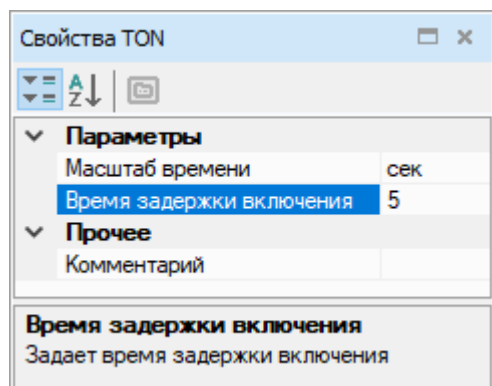 Свойства TON
Параметры
Масштаб времени сек
Время задержки включения 5
Прочее
Комментарий
Время задержки включения
Задает время задержки включения